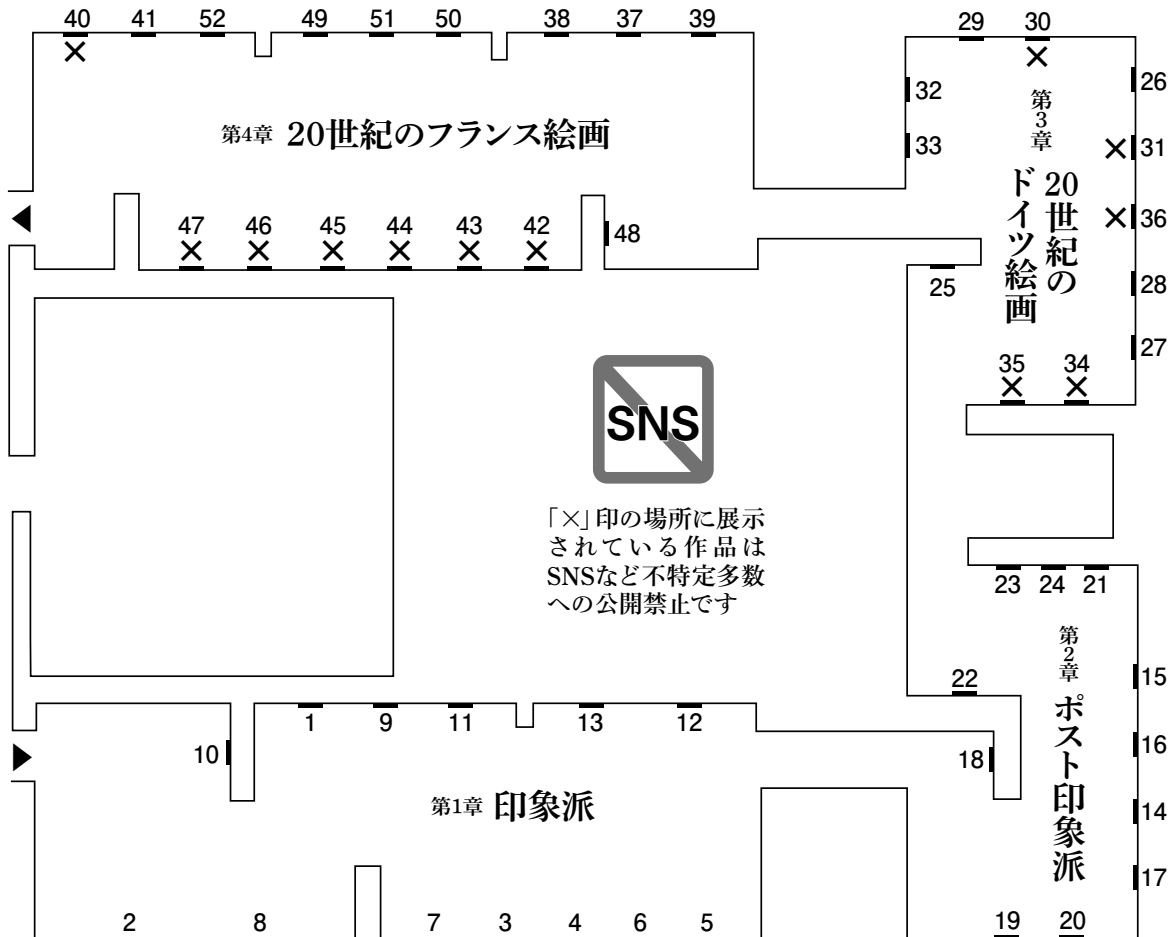 40 41 52 49 51 50 38 37 39 29 30
×
×
26
32
第4章 20世紀のフランス絵画
33
第3章
20世紀の
ドイツ絵画
× 31
× 36
47 46 45 44 43 42
× × × × × ×
48
28
25
27
35 34
× ×
SNS
「×」印の場所に展示
されている作品は
SNSなど不特定多数
への公開禁止です
23 24 21
第2章 ポスト印象派
15
22
1 9 11 13 12
16
10
18
第1章 印象派
14
17
2 8 7 3 4 6 5 19 20